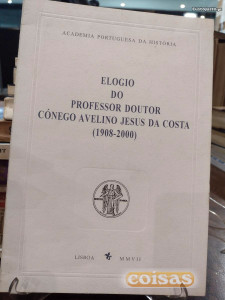 ACADEMIA PORTUGUESA DA HISTÓRIA
ELOGIO
DO
PROFESSOR DOUTOR
CÓNEGO AVELINO JESUS DA COSTA
(1908-2000)
LISBOA MMVII
coisas